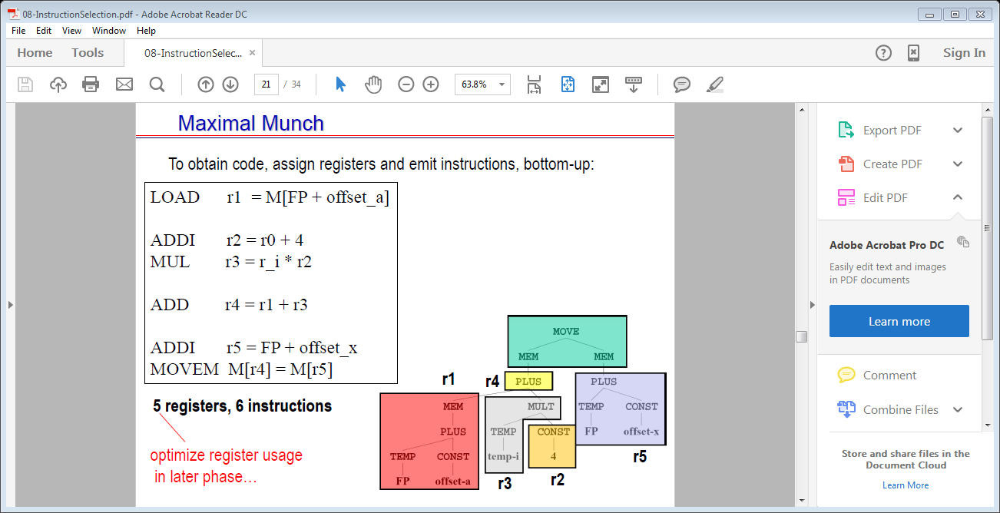 08-InstructionSelection.pdf - Adobe Acrobat Reader DC
File Edit View Window Help
Home Tools 08-InstructionSelec... × Sign In
21 / 34 63.8%
Maximal Munch
To obtain code, assign registers and emit instructions, bottom-up:
LOAD r1 = M[FP + offset_a]
ADDI r2 = r0 + 4
MUL r3 = r_i * r2
ADD r4 = r1 + r3
ADDI r5 = FP + offset_x
MOVEM M[r4] = M[r5]
5 registers, 6 instructions
optimize register usage
in later phase…
MOVE
MEM MEM
r1 r4 PLUS PLUS
MEM MULT TEMP CONST
PLUS TEMP CONST FP offset-x
TEMP CONST temp-i 4 r5
FP offset-a r3 r2
Export PDF
Create PDF
Edit PDF
Adobe Acrobat Pro DC
Easily edit text and images
in PDF documents
Learn more
Comment
Combine Files
Store and share files in the
Document Cloud
Learn More